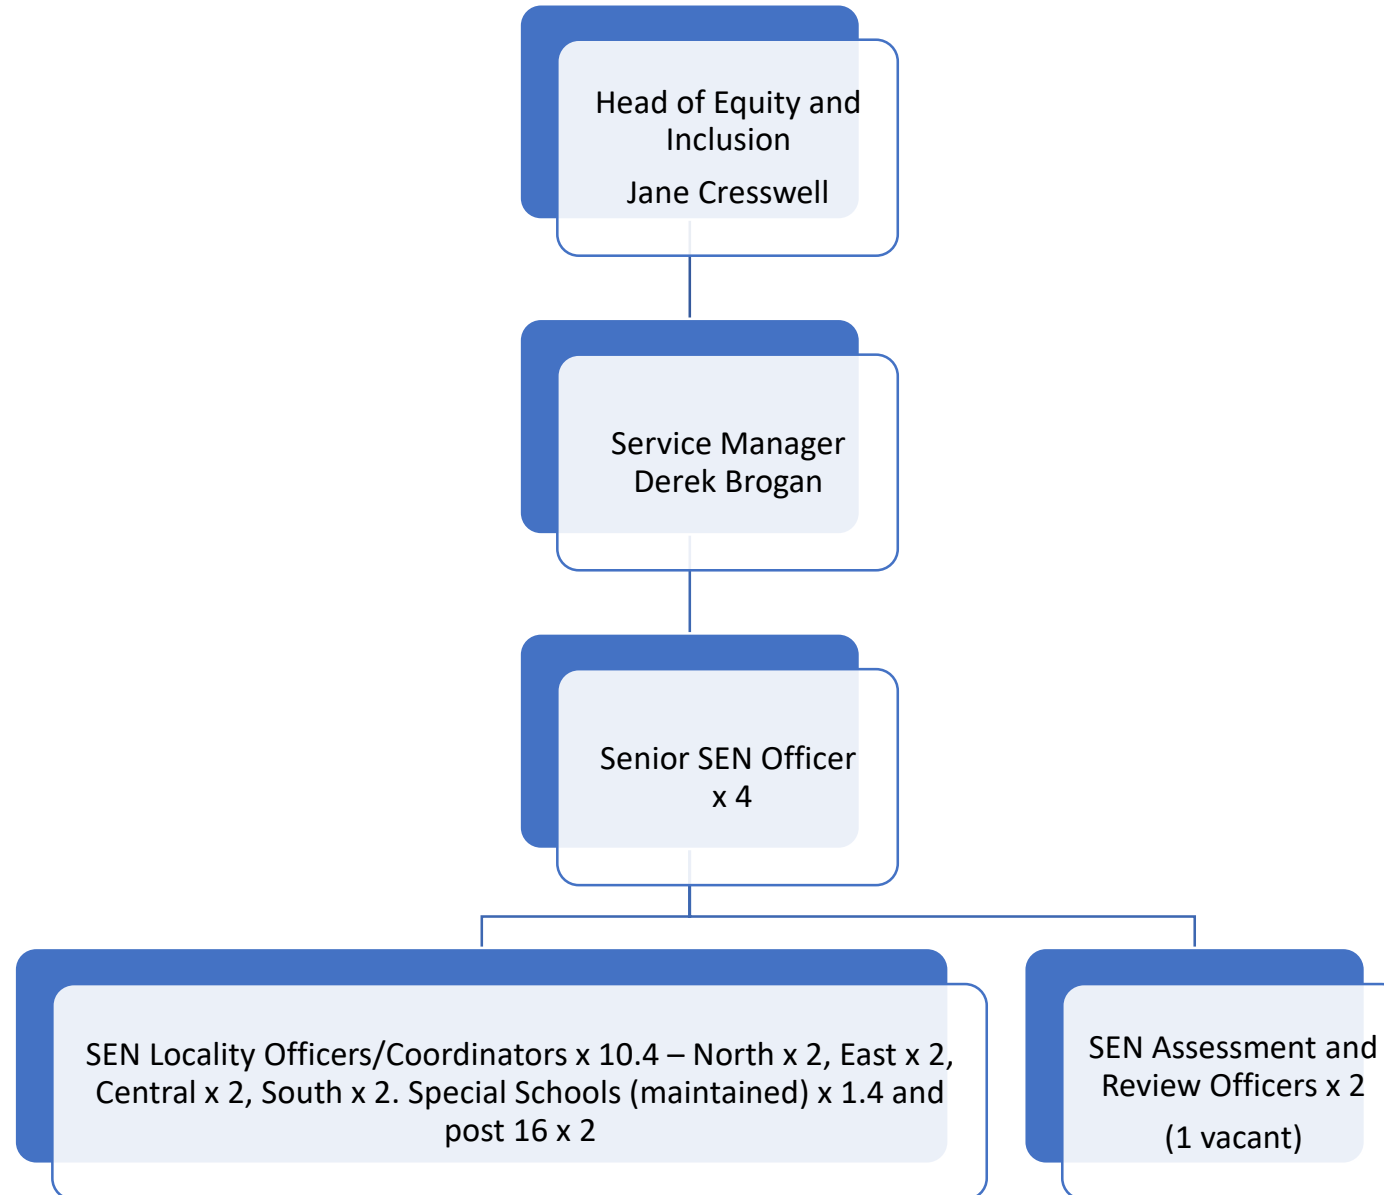 Head of Equity and
Inclusion
Jane Cresswell
Service Manager
Derek Brogan
Senior SEN Officer
x 4
SEN Locality Officers/Coordinators x 10.4 – North x 2, East x 2,
Central x 2, South x 2. Special Schools (maintained) x 1.4 and
post 16 x 2
SEN Assessment and
Review Officers x 2
(1 vacant)